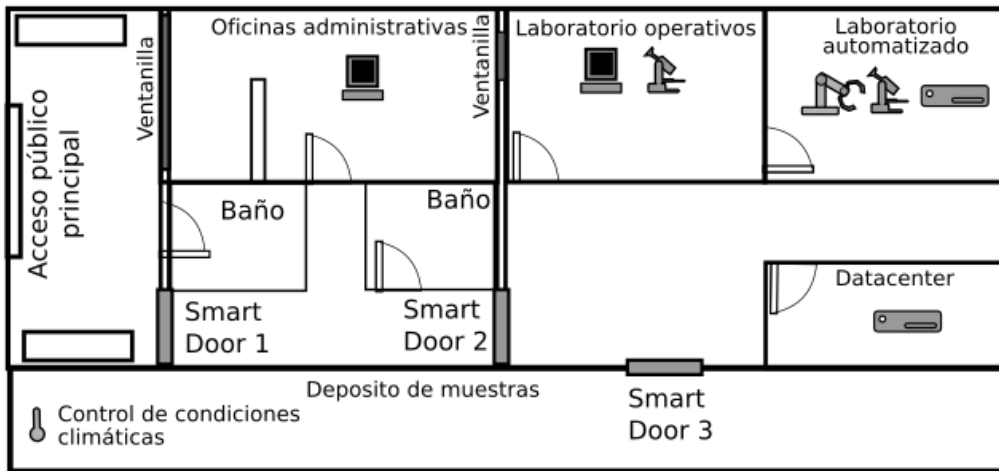 Oficinas administrativas
Laboratorio operativos
Laboratorio
automatizado
Ventanilla
Ventanilla
Acceso público
principal
Baño
Baño
Datacenter
Smart
Door 1
Smart
Door 2
Deposito de muestras
Smart
Door 3
Control de condiciones
climáticas